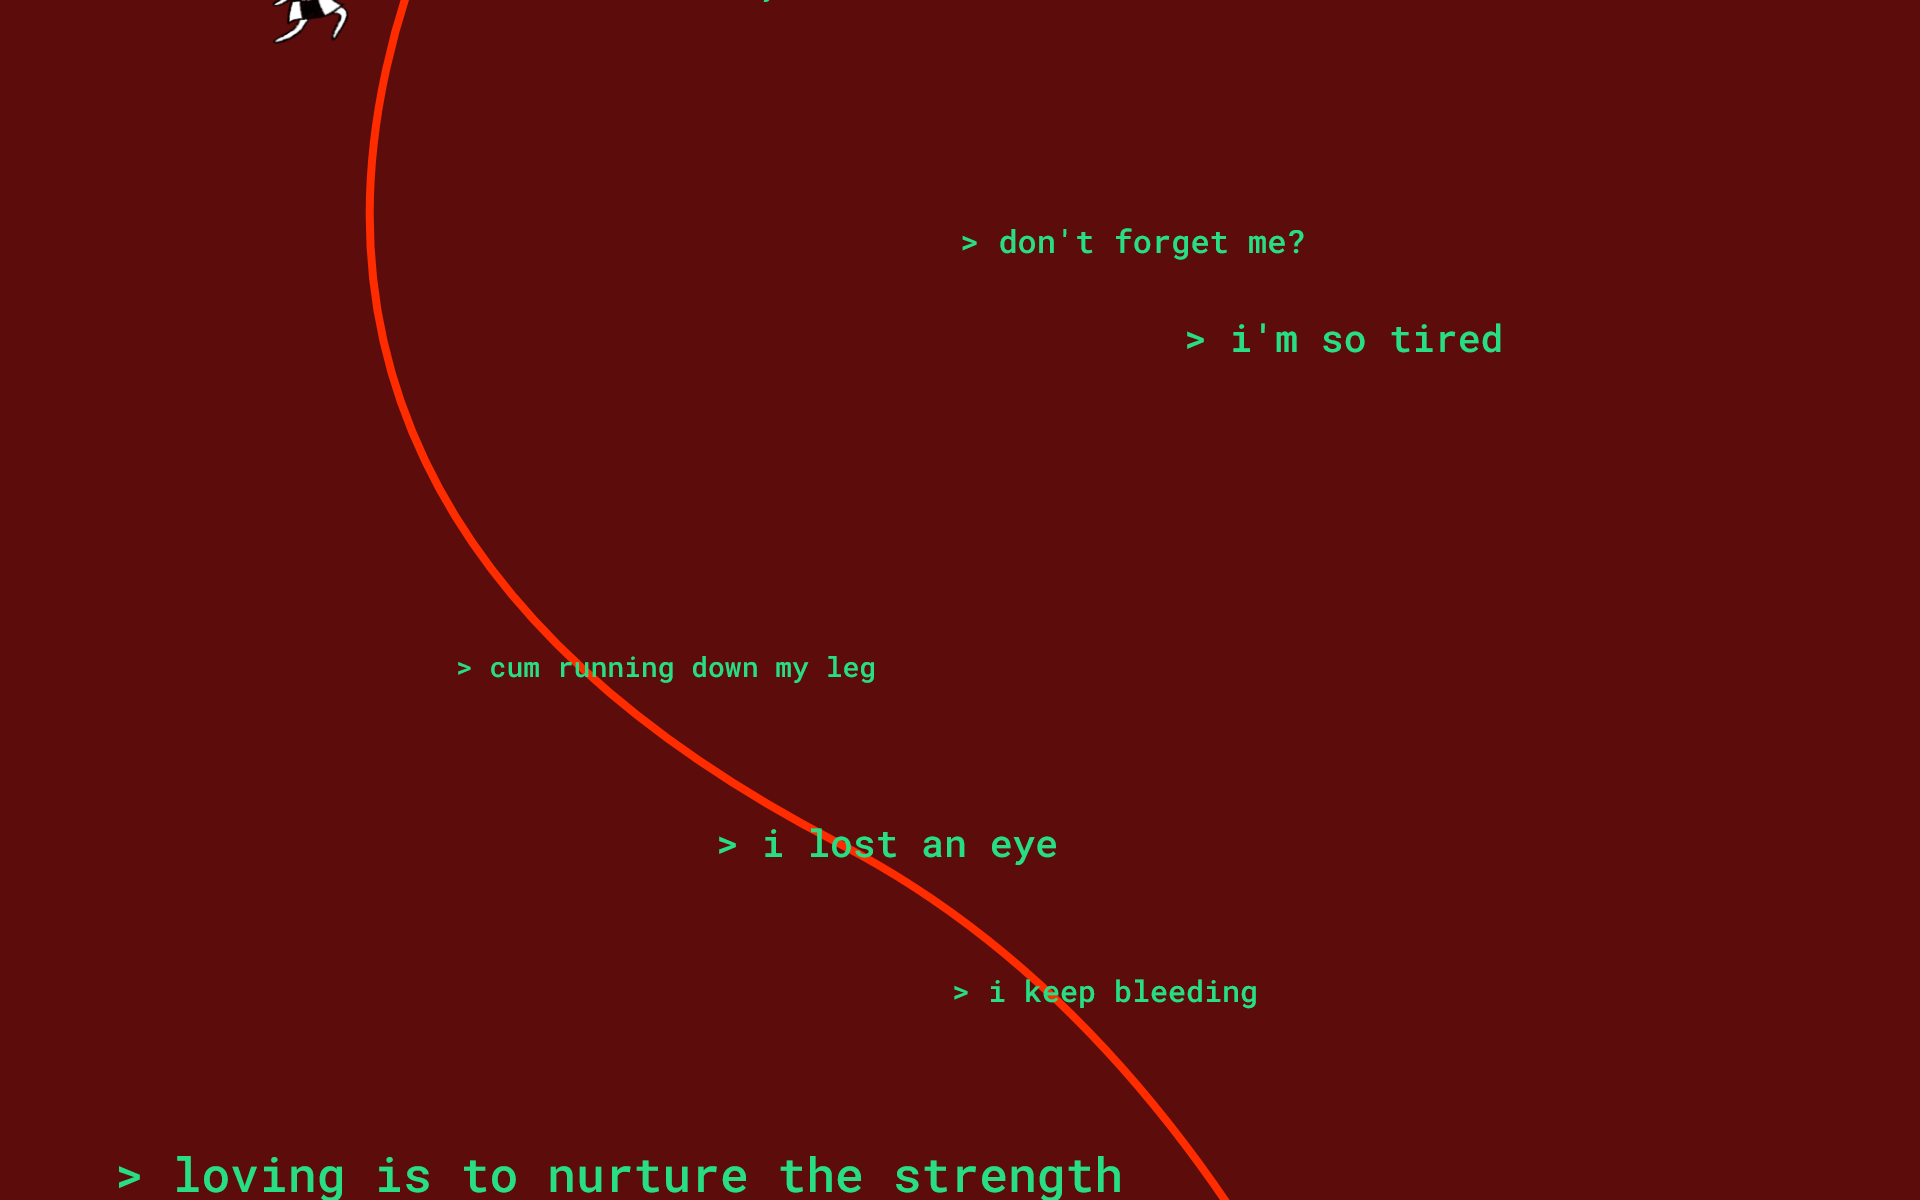 > don't forget me?
> i'm so tired
> cum running down my leg
> i lost an eye
> i keep bleeding
> loving is to nurture the strength